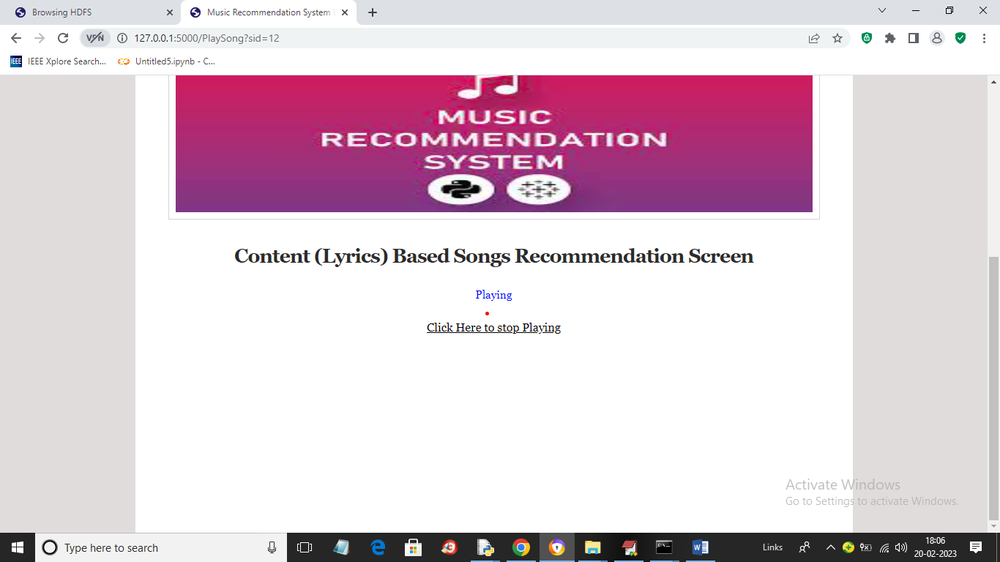 Browsing HDFS
Music Recommendation System
VPN
127.0.0.1:5000/PlaySong?sid=12
IEEE IEEE Xplore Search...
Untitled5.ipynb - C...
MUSIC
RECOMMENDATION
SYSTEM
Content (Lyrics) Based Songs Recommendation Screen
Playing
Click Here to stop Playing
Activate Windows
Go to Settings to activate Windows.
Type here to search
Links
18:06
20-02-2023